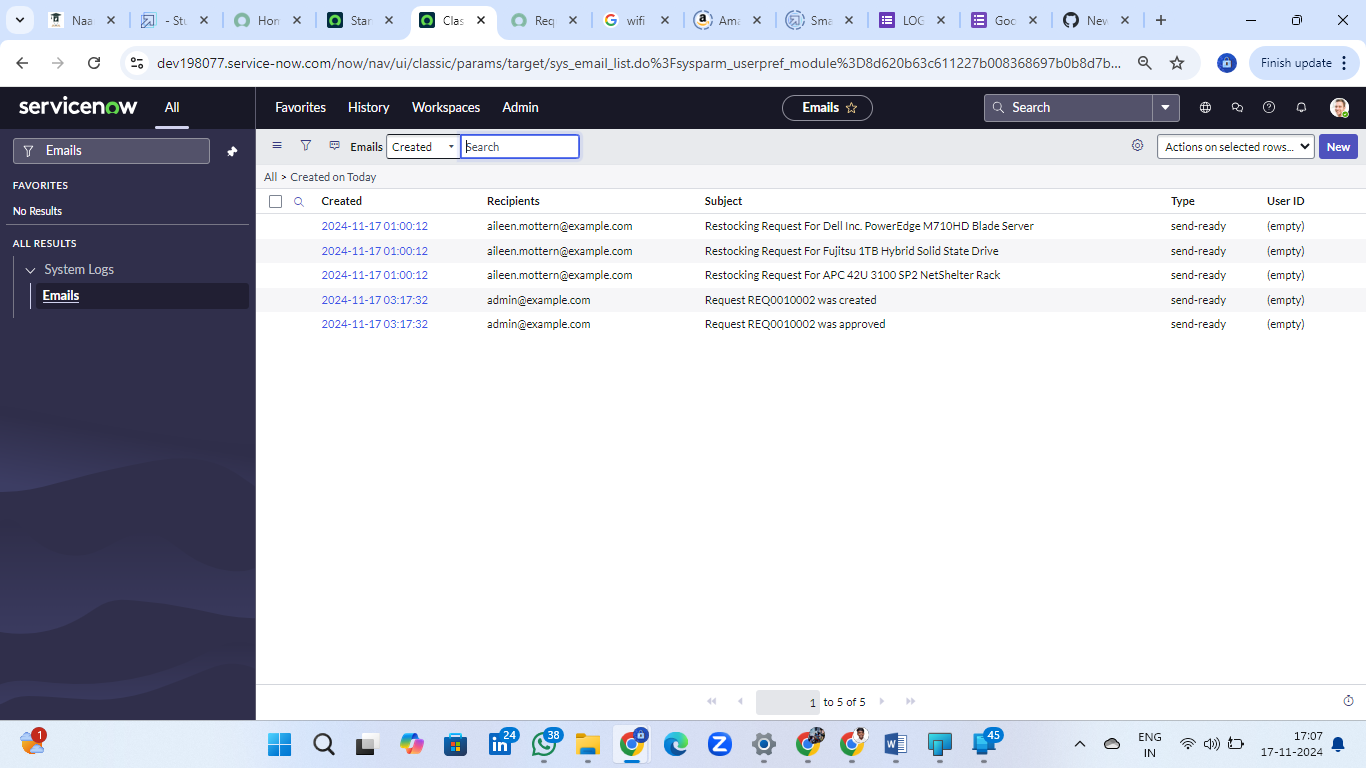 Naa
- Stu
Hon
Star
Clas
Req
wifi
Ama
Sma
LOG
Goo
New
dev198077.service-now.com/now/nav/ui/classic/params/target/sys_email_list.do%3Fsysparm_userpref_module%3D8d620b63c611227b008368697b0b8d7b...
Finish update
servicenow
All
Favorites
History
Workspaces
Admin
Emails
Search
Emails
FAVORITES
No Results
ALL RESULTS
System Logs
Emails
Emails
Created
Search
Actions on selected rows...
New
All > Created on Today
Created Recipients Subject Type User ID
2024-11-17 01:00:12 aileen.mottern@example.com Restocking Request For Dell Inc. PowerEdge M710HD Blade Server send-ready (empty)
2024-11-17 01:00:12 aileen.mottern@example.com Restocking Request For Fujitsu 1TB Hybrid Solid State Drive send-ready (empty)
2024-11-17 01:00:12 aileen.mottern@example.com Restocking Request For APC 42U 3100 SP2 NetShelter Rack send-ready (empty)
2024-11-17 03:17:32 admin@example.com Request REQ0010002 was created send-ready (empty)
2024-11-17 03:17:32 admin@example.com Request REQ0010002 was approved send-ready (empty)
1 to 5 of 5
1
24
38
45
ENG
IN
17:07
17-11-2024